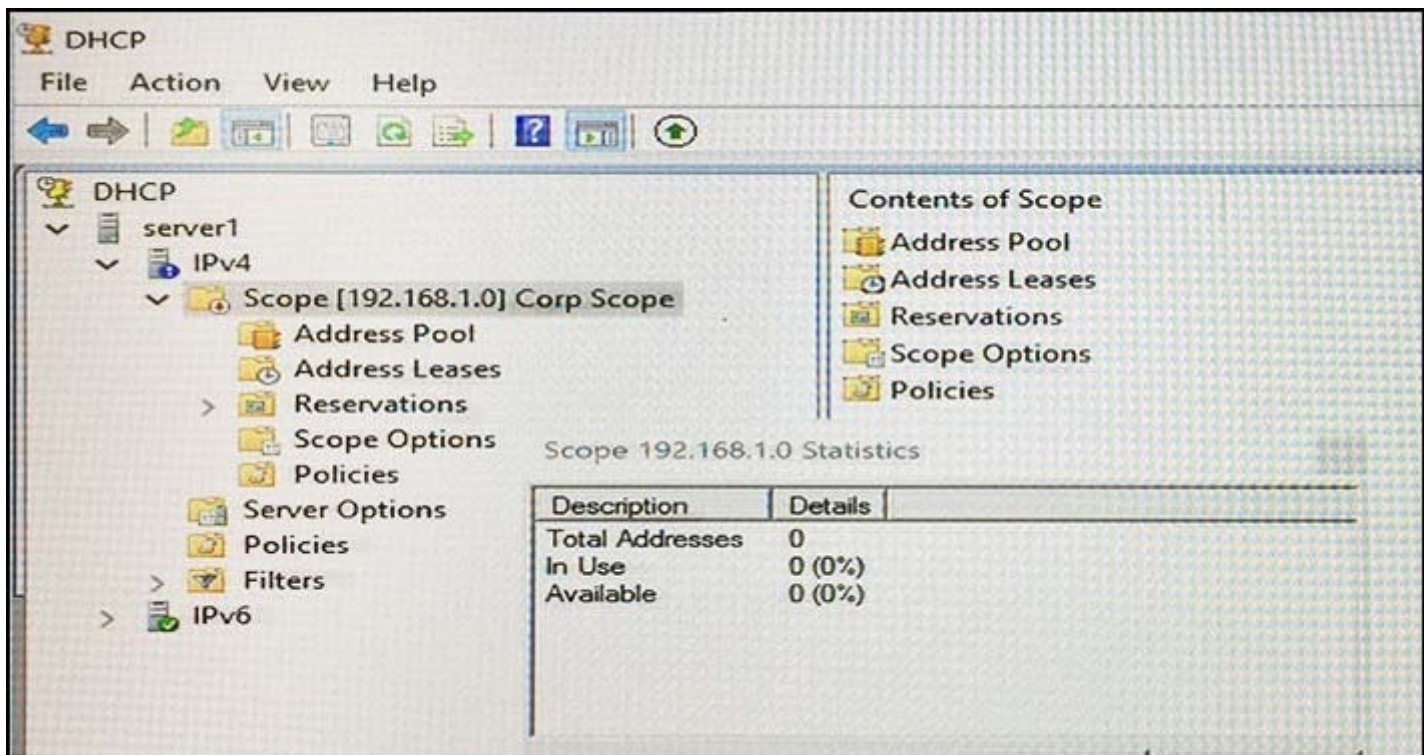 DHCP
File Action View Help
DHCP
server1
IPv4
Scope [192.168.1.0] Corp Scope
Address Pool
Address Leases
Reservations
Scope Options
Policies
Server Options
Policies
Filters
IPv6
Contents of Scope
Address Pool
Address Leases
Reservations
Scope Options
Policies
Scope 192.168.1.0 Statistics
Description Details
Total Addresses 0
In Use 0 (0%)
Available 0 (0%)